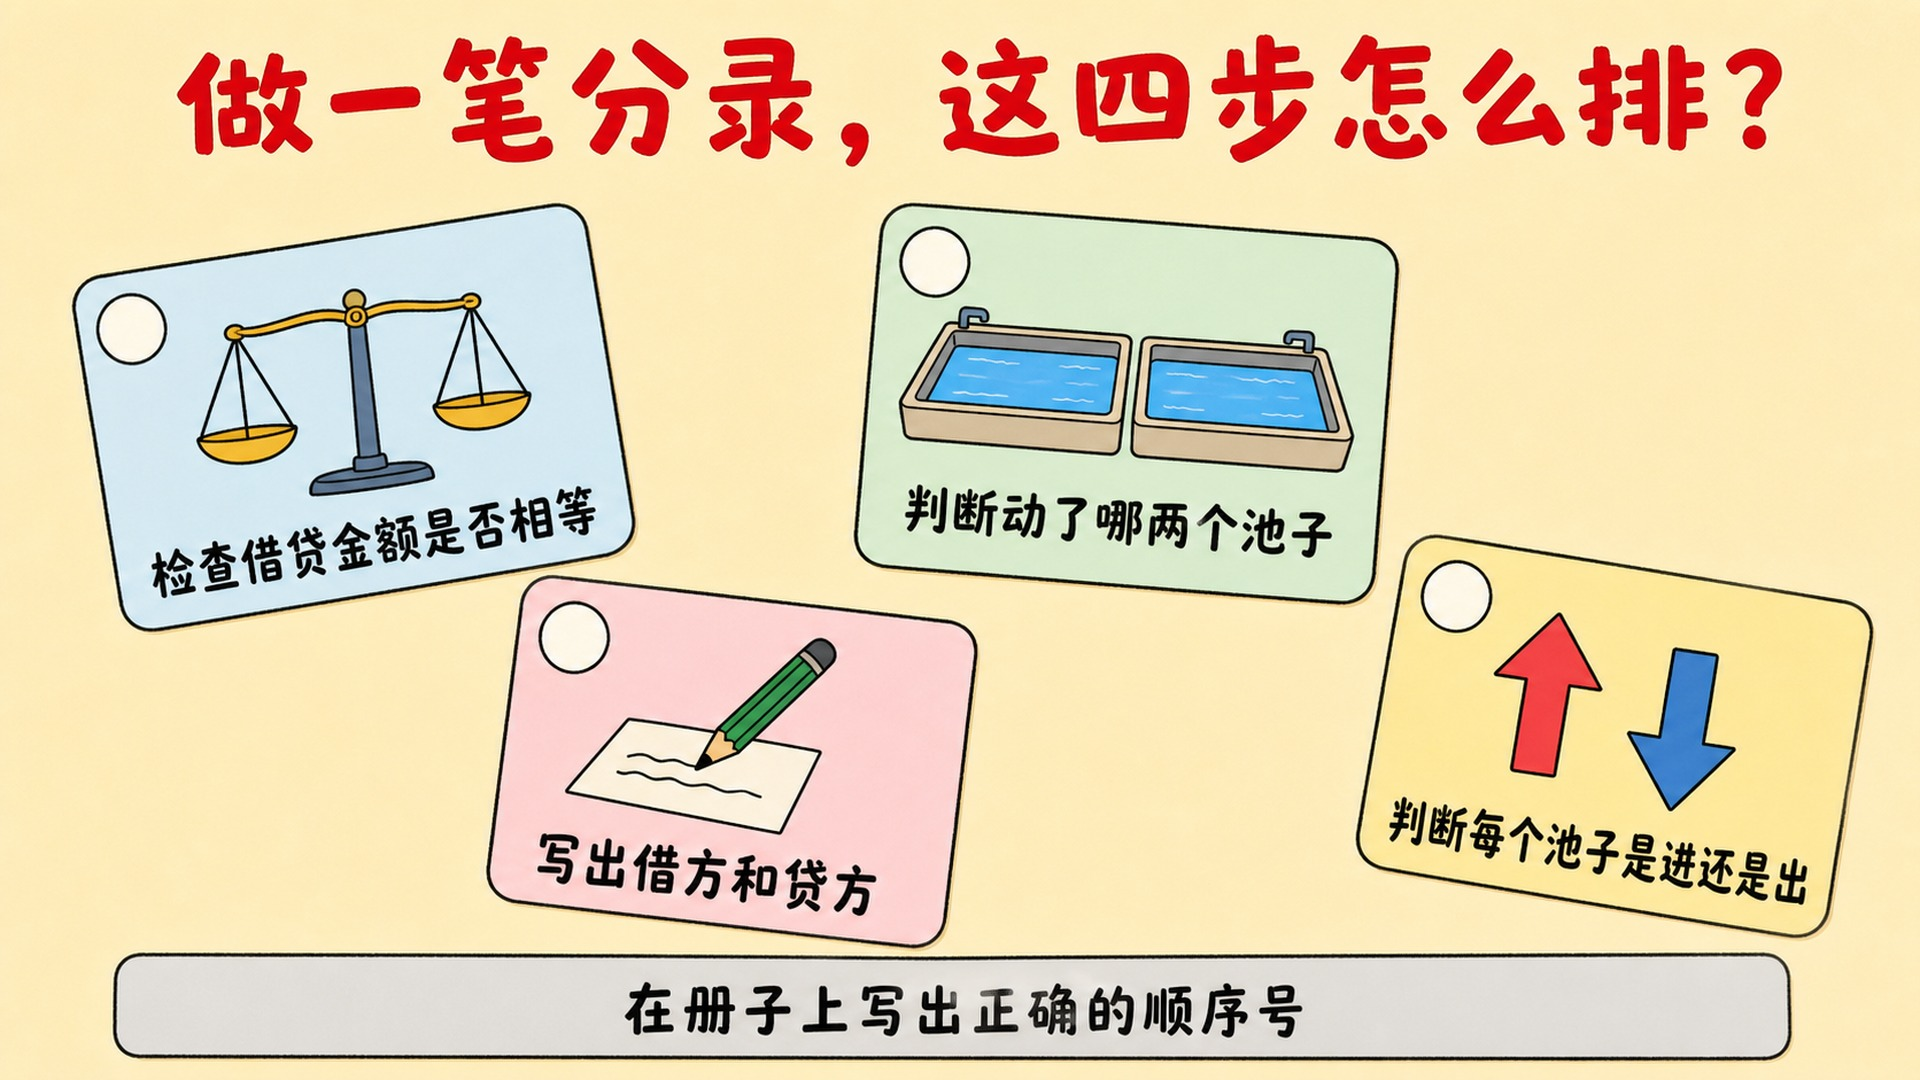 做一笔分录，这四步怎么排？
检查借贷金额是否相等
判断动了哪两个池子
写出借方和贷方
判断每个池子是进还是出
在册子上写出正确的顺序号